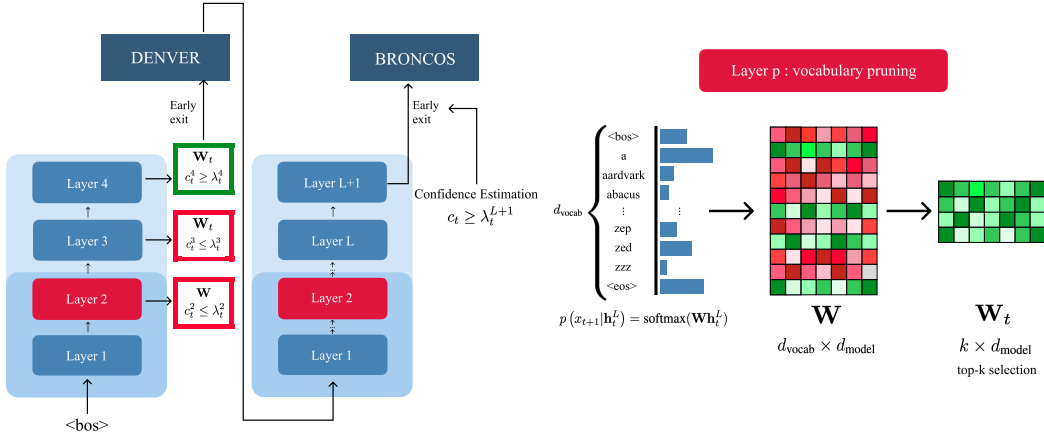 DENVER
Early
exit
W_t
c_t^4 ≥ λ_t^4
Layer 4
W_t
c_t^3 ≤ λ_t^3
Layer 3
W
c_t^2 ≤ λ_t^2
Layer 2
Layer 1
<bos>
BRONCOS
Early
exit
Layer L+1
Confidence Estimation
c_t ≥ λ_t^{L+1}
Layer L
...
Layer 2
...
Layer 1
Layer p : vocabulary pruning
d_vocab
<bos>
a
aardvark
abacus
⋮ ⋮
zep
zed
zzz
<eos>
p (x_{t+1}|h_t^L) = softmax(Wh_t^L)
W
d_vocab × d_model
W_t
k × d_model
top-k selection